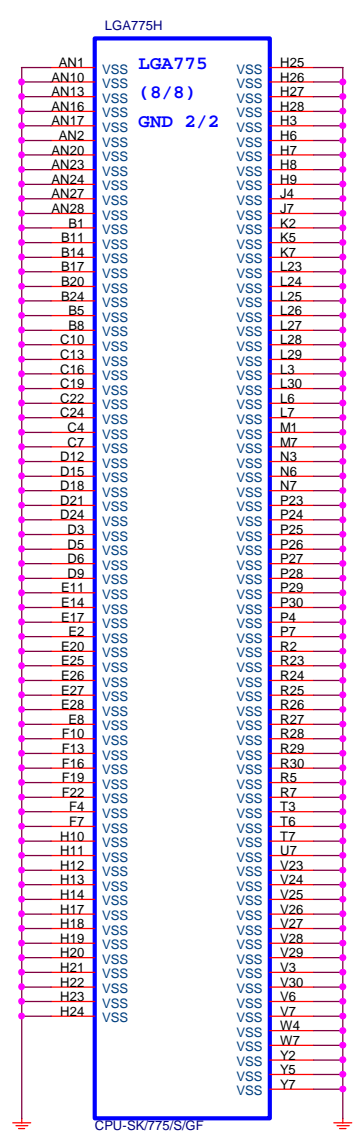 LGA775H
AN1 VSS LGA775 VSS H25
AN10 VSS VSS H26
AN13 VSS (8/8) VSS H27
AN16 VSS VSS H28
AN17 VSS GND 2/2 VSS H3
AN2 VSS VSS H6
AN20 VSS VSS H7
AN23 VSS VSS H8
AN24 VSS VSS H9
AN27 VSS VSS J4
AN28 VSS VSS J7
B1 VSS VSS K2
B11 VSS VSS K5
B14 VSS VSS K7
B17 VSS VSS L23
B20 VSS VSS L24
B24 VSS VSS L25
B5 VSS VSS L26
B8 VSS VSS L27
C10 VSS VSS L28
C13 VSS VSS L29
C16 VSS VSS L3
C19 VSS VSS L30
C22 VSS VSS L6
C24 VSS VSS L7
C4 VSS VSS M1
C7 VSS VSS M7
D12 VSS VSS N3
D15 VSS VSS N6
D18 VSS VSS N7
D21 VSS VSS P23
D24 VSS VSS P24
D3 VSS VSS P25
D5 VSS VSS P26
D6 VSS VSS P27
D9 VSS VSS P28
E11 VSS VSS P29
E14 VSS VSS P30
E17 VSS VSS P4
E2 VSS VSS P7
E20 VSS VSS R2
E25 VSS VSS R23
E26 VSS VSS R24
E27 VSS VSS R25
E28 VSS VSS R26
E8 VSS VSS R27
F10 VSS VSS R28
F13 VSS VSS R29
F16 VSS VSS R30
F19 VSS VSS R5
F22 VSS VSS R7
F4 VSS VSS T3
F7 VSS VSS T6
H10 VSS VSS T7
H11 VSS VSS U7
H12 VSS VSS V23
H13 VSS VSS V24
H14 VSS VSS V25
H17 VSS VSS V26
H18 VSS VSS V27
H19 VSS VSS V28
H20 VSS VSS V29
H21 VSS VSS V3
H22 VSS VSS V30
H23 VSS VSS V6
H24 VSS VSS V7
VSS W4
VSS W7
VSS Y2
VSS Y5
VSS Y7
CPU-SK/775/S/GF